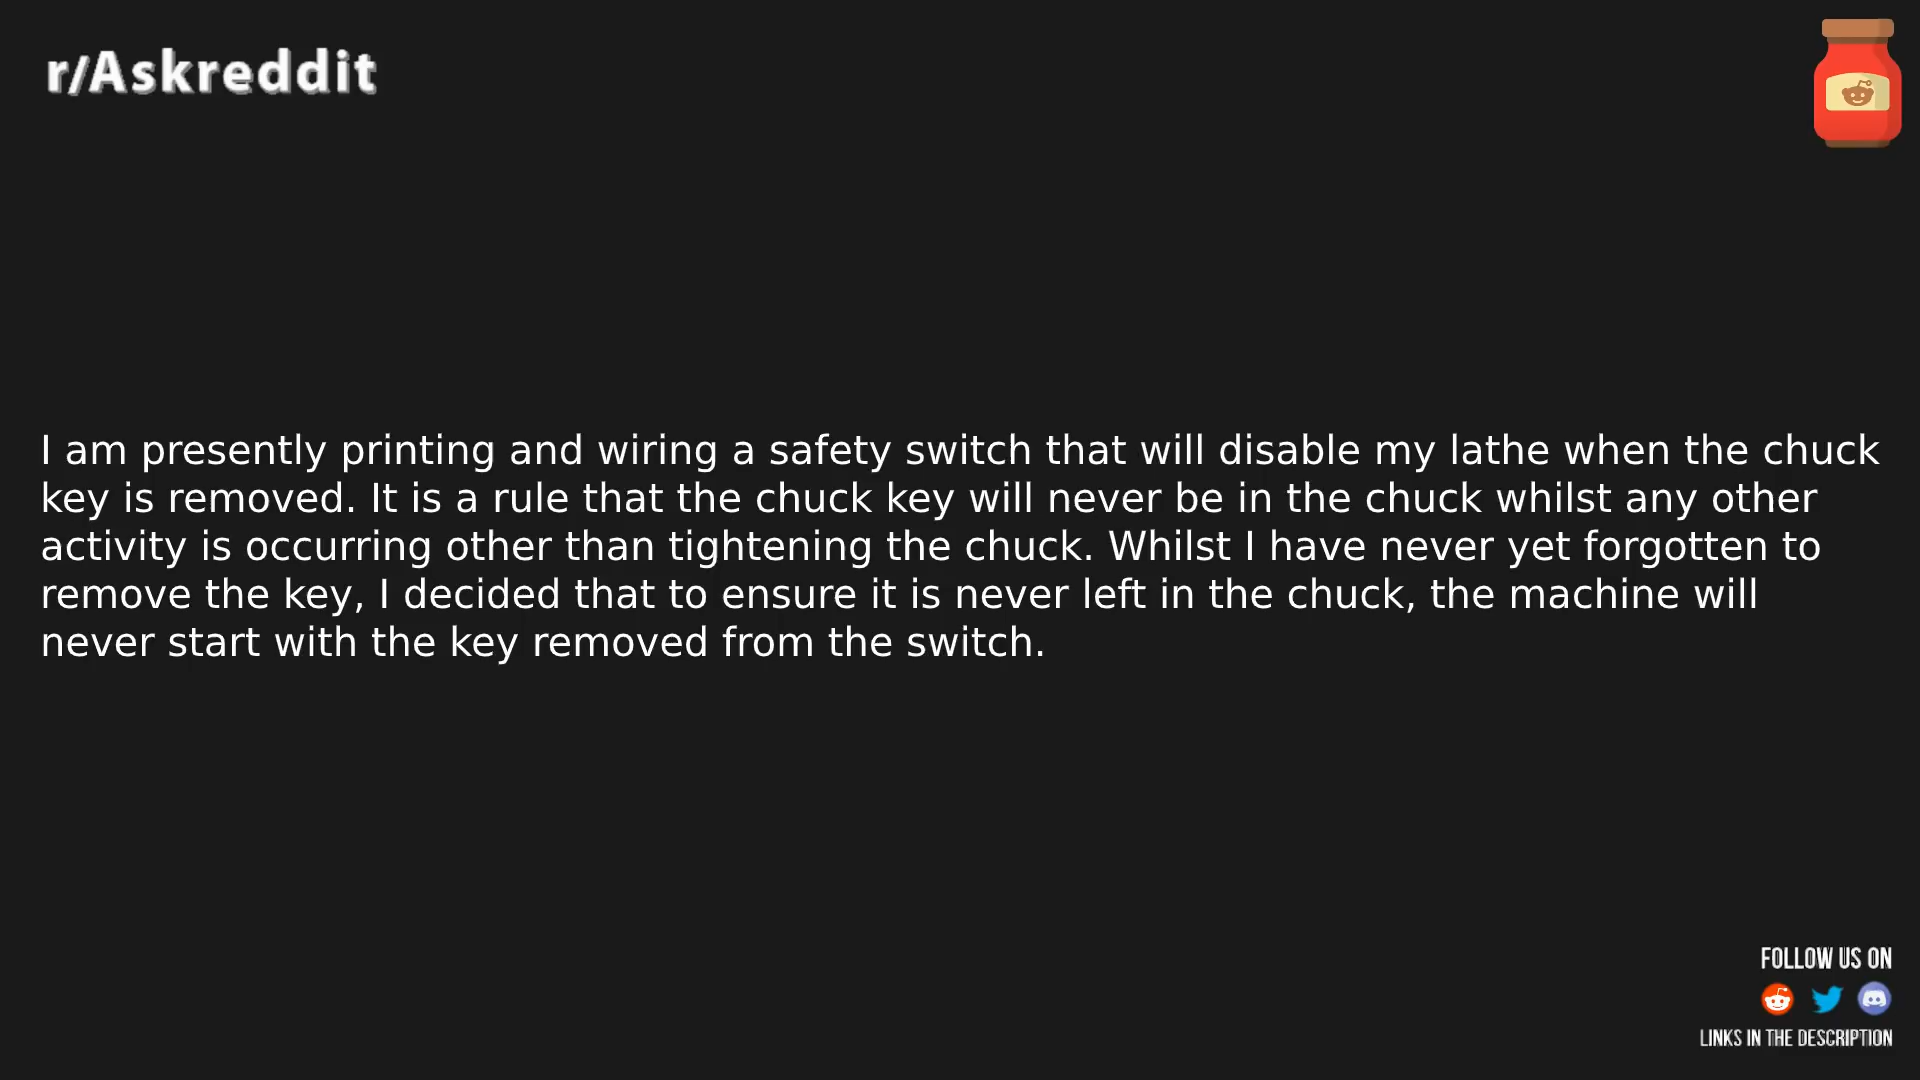 r/Askreddit
I am presently printing and wiring a safety switch that will disable my lathe when the chuck
key is removed. It is a rule that the chuck key will never be in the chuck whilst any other
activity is occurring other than tightening the chuck. Whilst I have never yet forgotten to
remove the key, I decided that to ensure it is never left in the chuck, the machine will
never start with the key removed from the switch.
FOLLOW US ON
LINKS IN THE DESCRIPTION